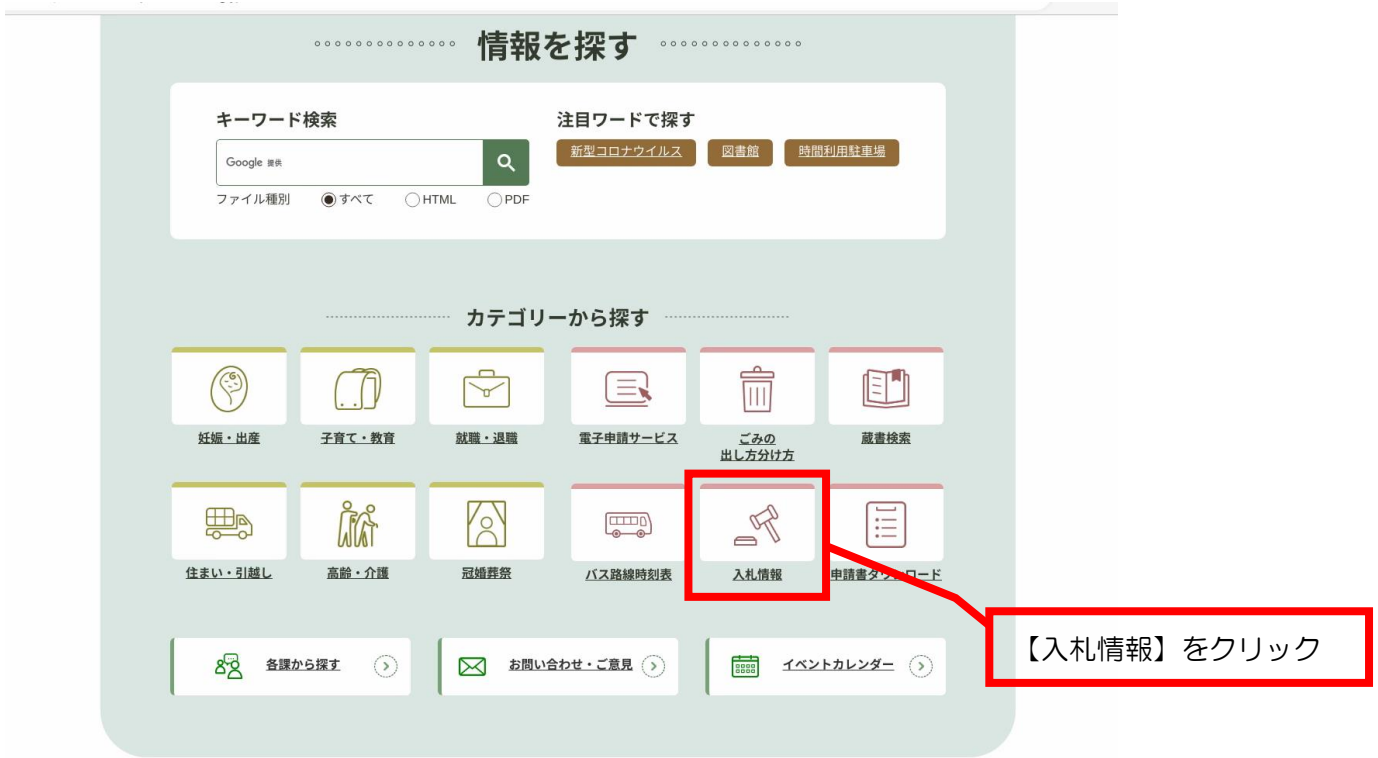 情報を探す
キーワード検索
注目ワードで探す
Google 提供
新型コロナウイルス
図書館
時間利用駐車場
ファイル種別
すべて
HTML
PDF
カテゴリーから探す
妊娠・出産
子育て・教育
就職・退職
電子申請サービス
ごみの
出し方分け方
蔵書検索
住まい・引越し
高齢・介護
冠婚葬祭
バス路線時刻表
入札情報
申請書ダウンロード
【入札情報】をクリック
各課から探す
お問い合わせ・ご意見
イベントカレンダー